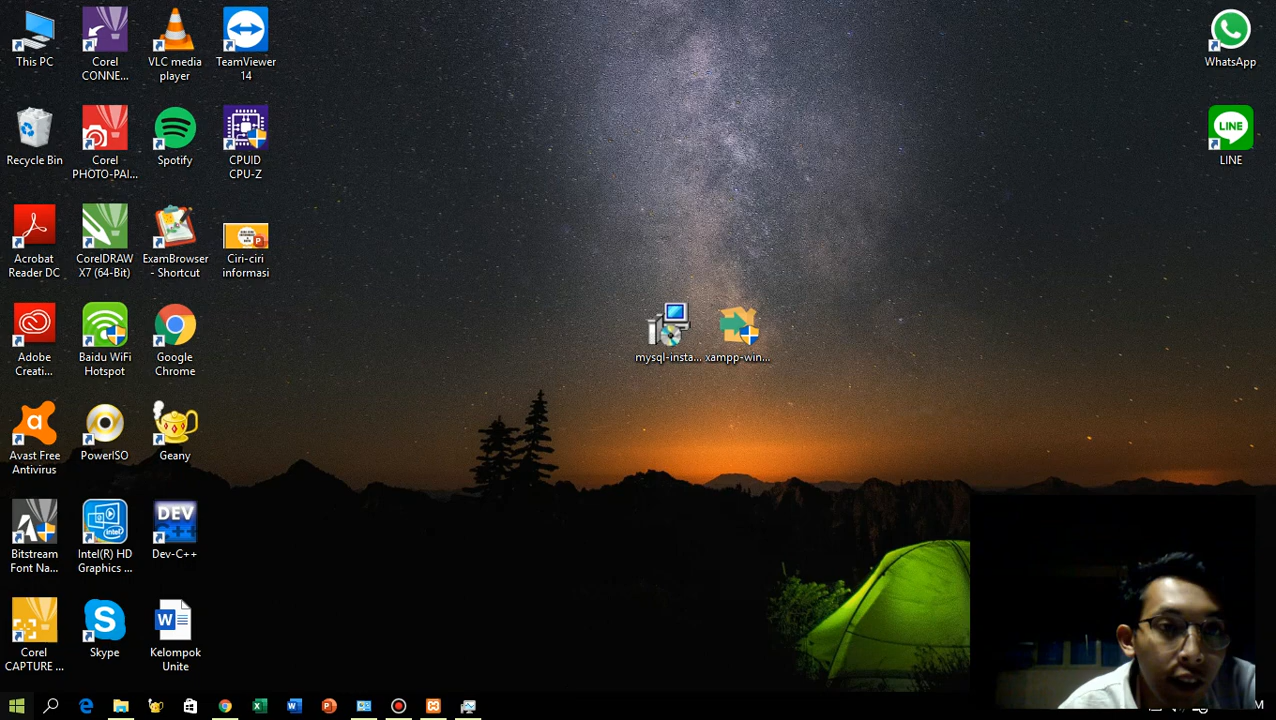 This PC
Corel
CONNE...
VLC media
player
TeamViewer
14
WhatsApp
Recycle Bin
Corel
PHOTO-PAI...
Spotify
CPUID
CPU-Z
LINE
LINE
Acrobat
Reader DC
CorelDRAW
X7 (64-Bit)
ExamBrowser
- Shortcut
Ciri-ciri
informasi
Adobe
Creati...
Baidu WiFi
Hotspot
Google
Chrome
mysql-insta...
xampp-win...
Avast Free
Antivirus
PowerISO
Geany
Bitstream
Font Na...
intel
Intel(R) HD
Graphics ...
DEV
Dev-C++
Corel
CAPTURE ...
Skype
Kelompok
Unite